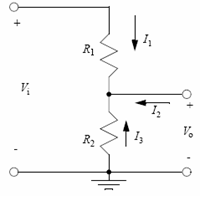 +
R1
I1
Vi
+
I2
R2
I3
Vo
-
-